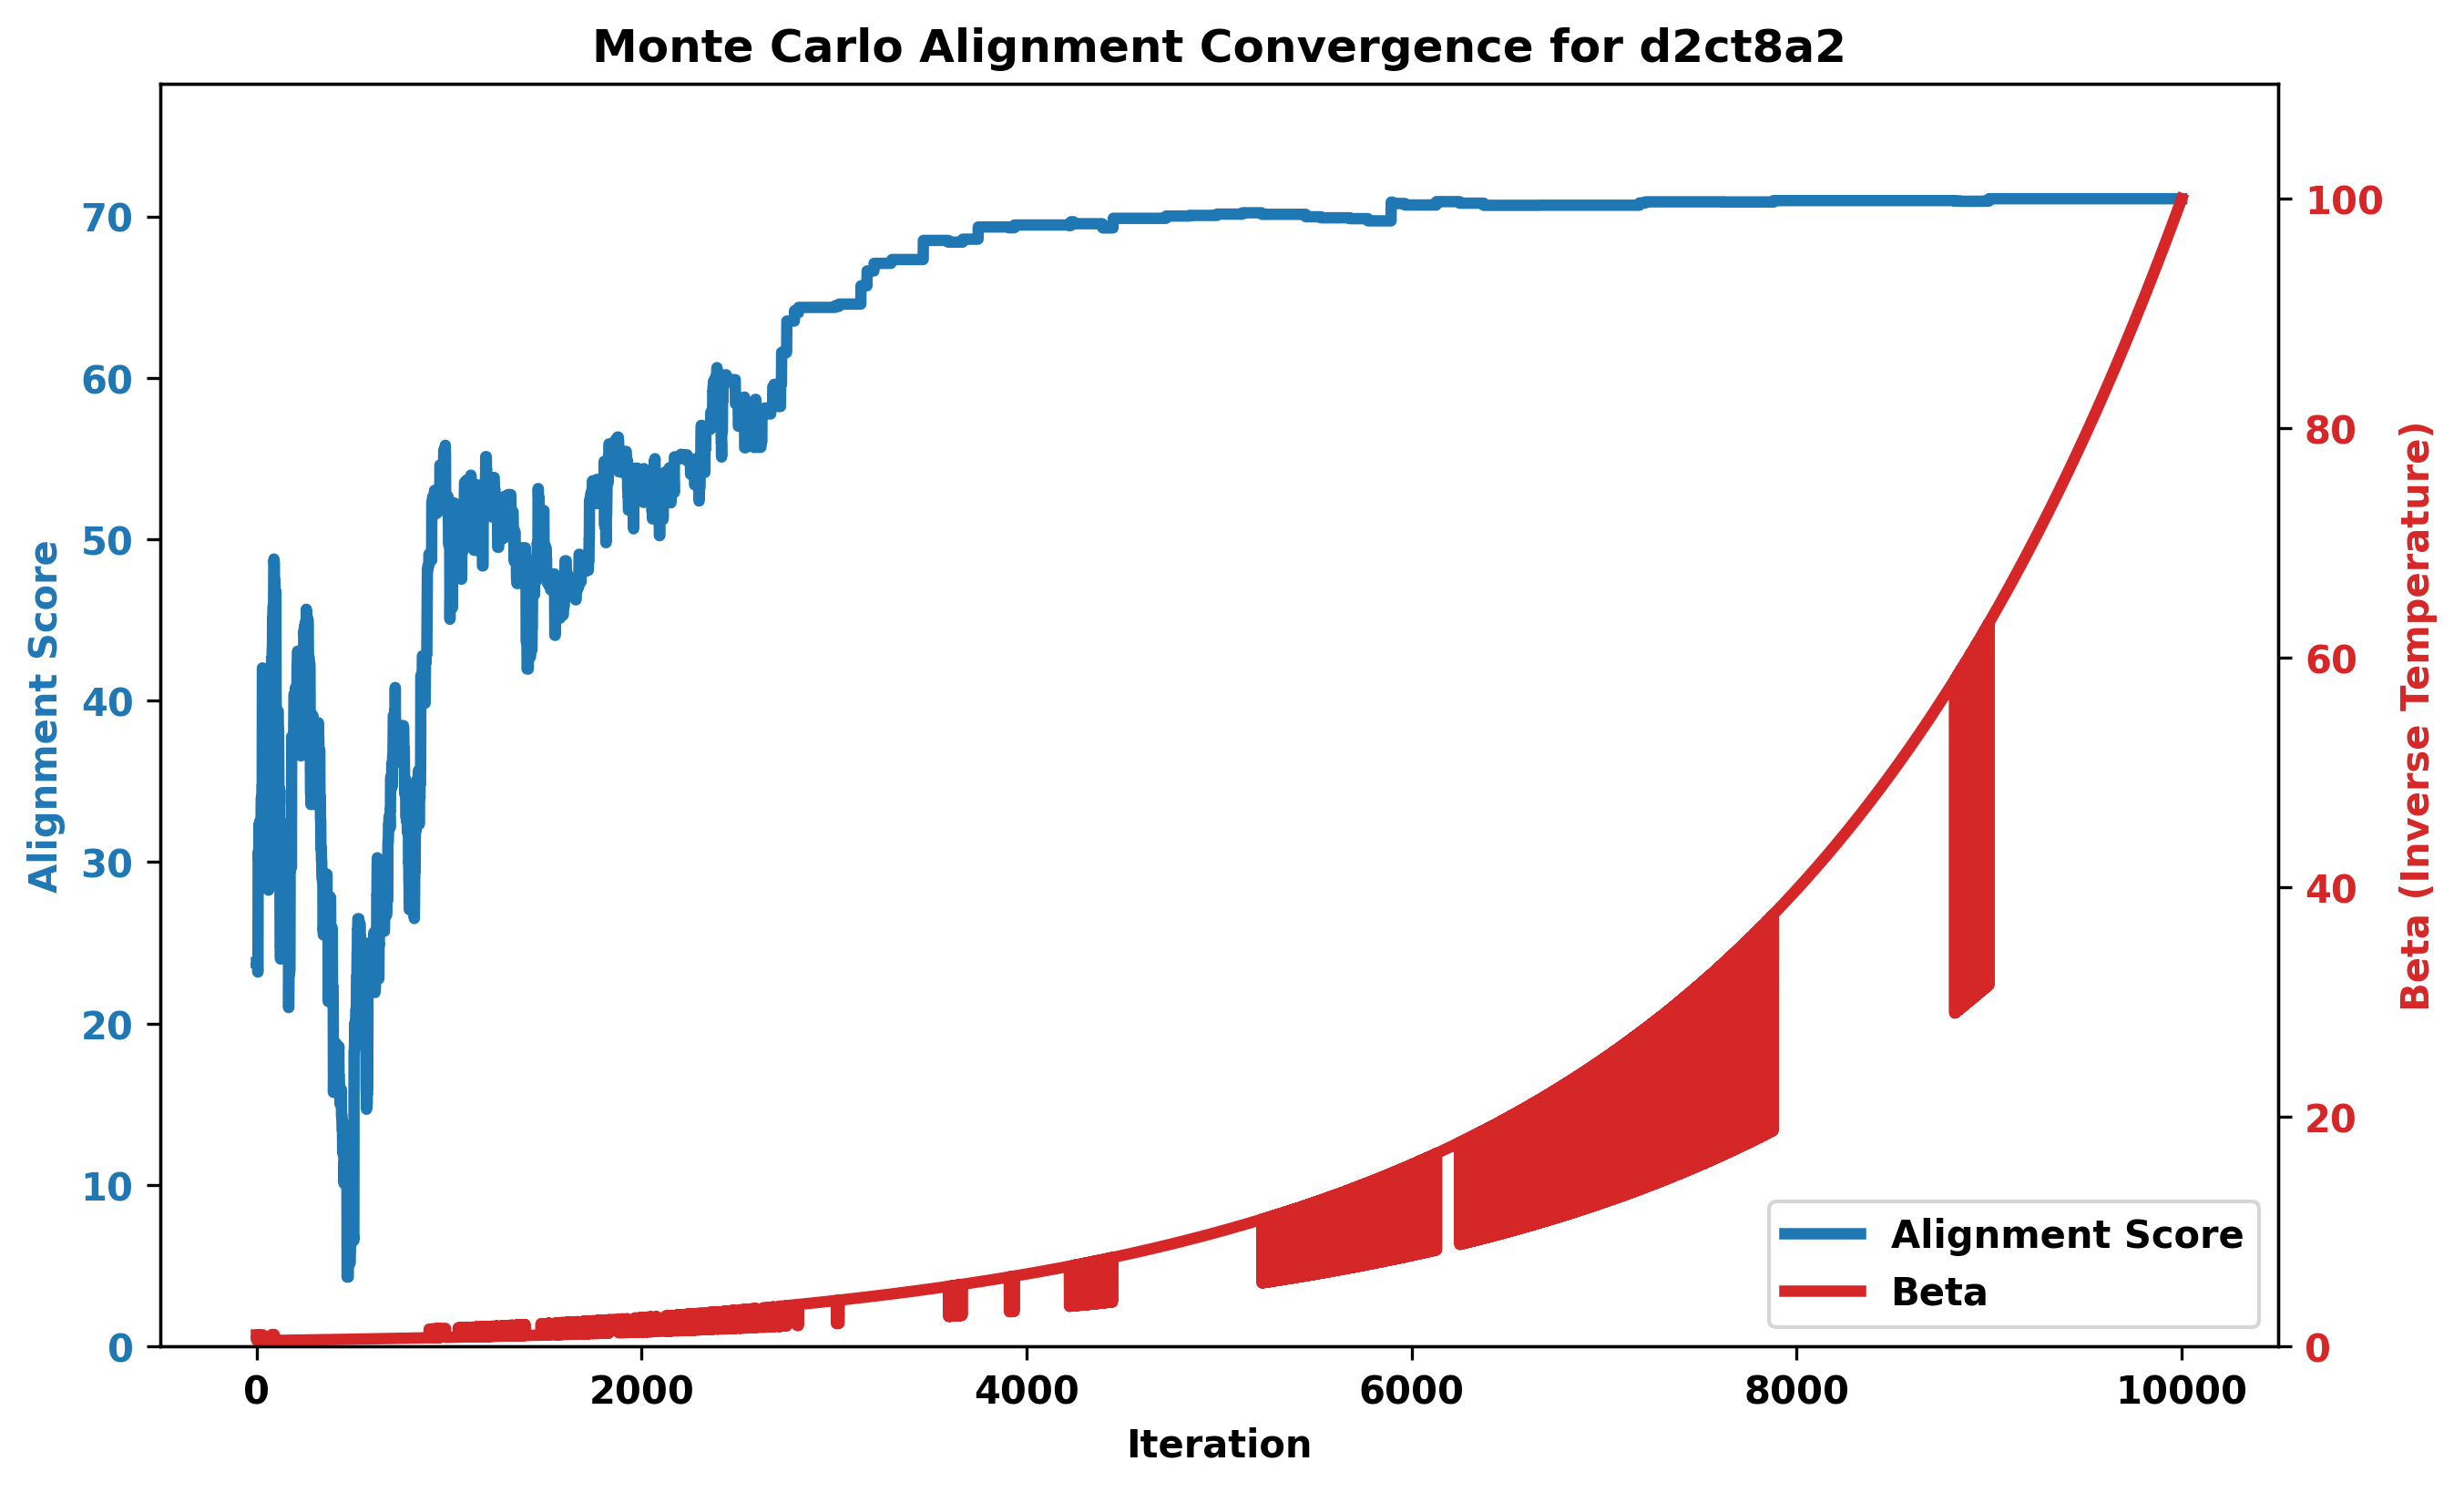 Monte Carlo Alignment Convergence for d2ct8a2
Alignment Score
70
60
50
40
30
20
10
0
100
80
60
40
20
0
Beta (Inverse Temperature)
Alignment Score
Beta
0 2000 4000 6000 8000 10000
Iteration